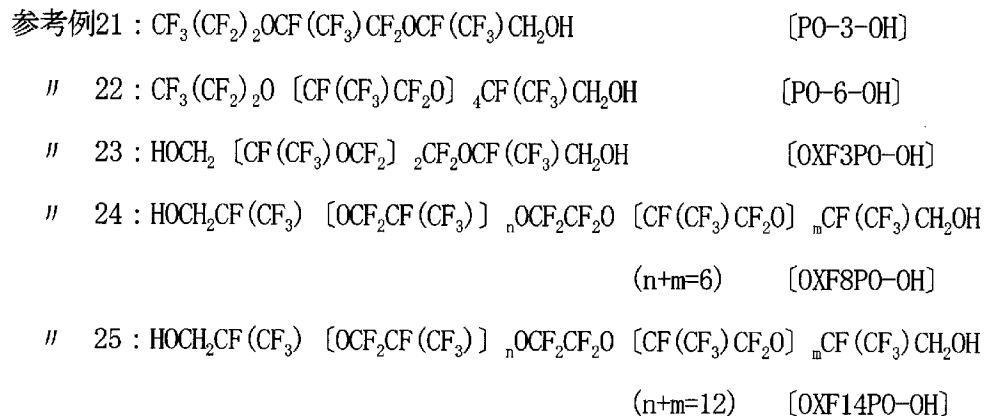 参考例21：CF₃(CF₂)₂OCF(CF₃)CF₂OCF(CF₃)CH₂OH 〔PO-3-OH〕
〃 22：CF₃(CF₂)₂O〔CF(CF₃)CF₂O〕₄CF(CF₃)CH₂OH 〔PO-6-OH〕
〃 23：HOCH₂〔CF(CF₃)OCF₂〕₂CF₂OCF(CF₃)CH₂OH 〔OXF3PO-OH〕
〃 24：HOCH₂CF(CF₃)〔OCF₂CF(CF₃)〕ₙOCF₂CF₂O〔CF(CF₃)CF₂O〕ₘCF(CF₃)CH₂OH
(n+m=6) 〔OXF8PO-OH〕
〃 25：HOCH₂CF(CF₃)〔OCF₂CF(CF₃)〕ₙOCF₂CF₂O〔CF(CF₃)CF₂O〕ₘCF(CF₃)CH₂OH
(n+m=12) 〔OXF14PO-OH〕